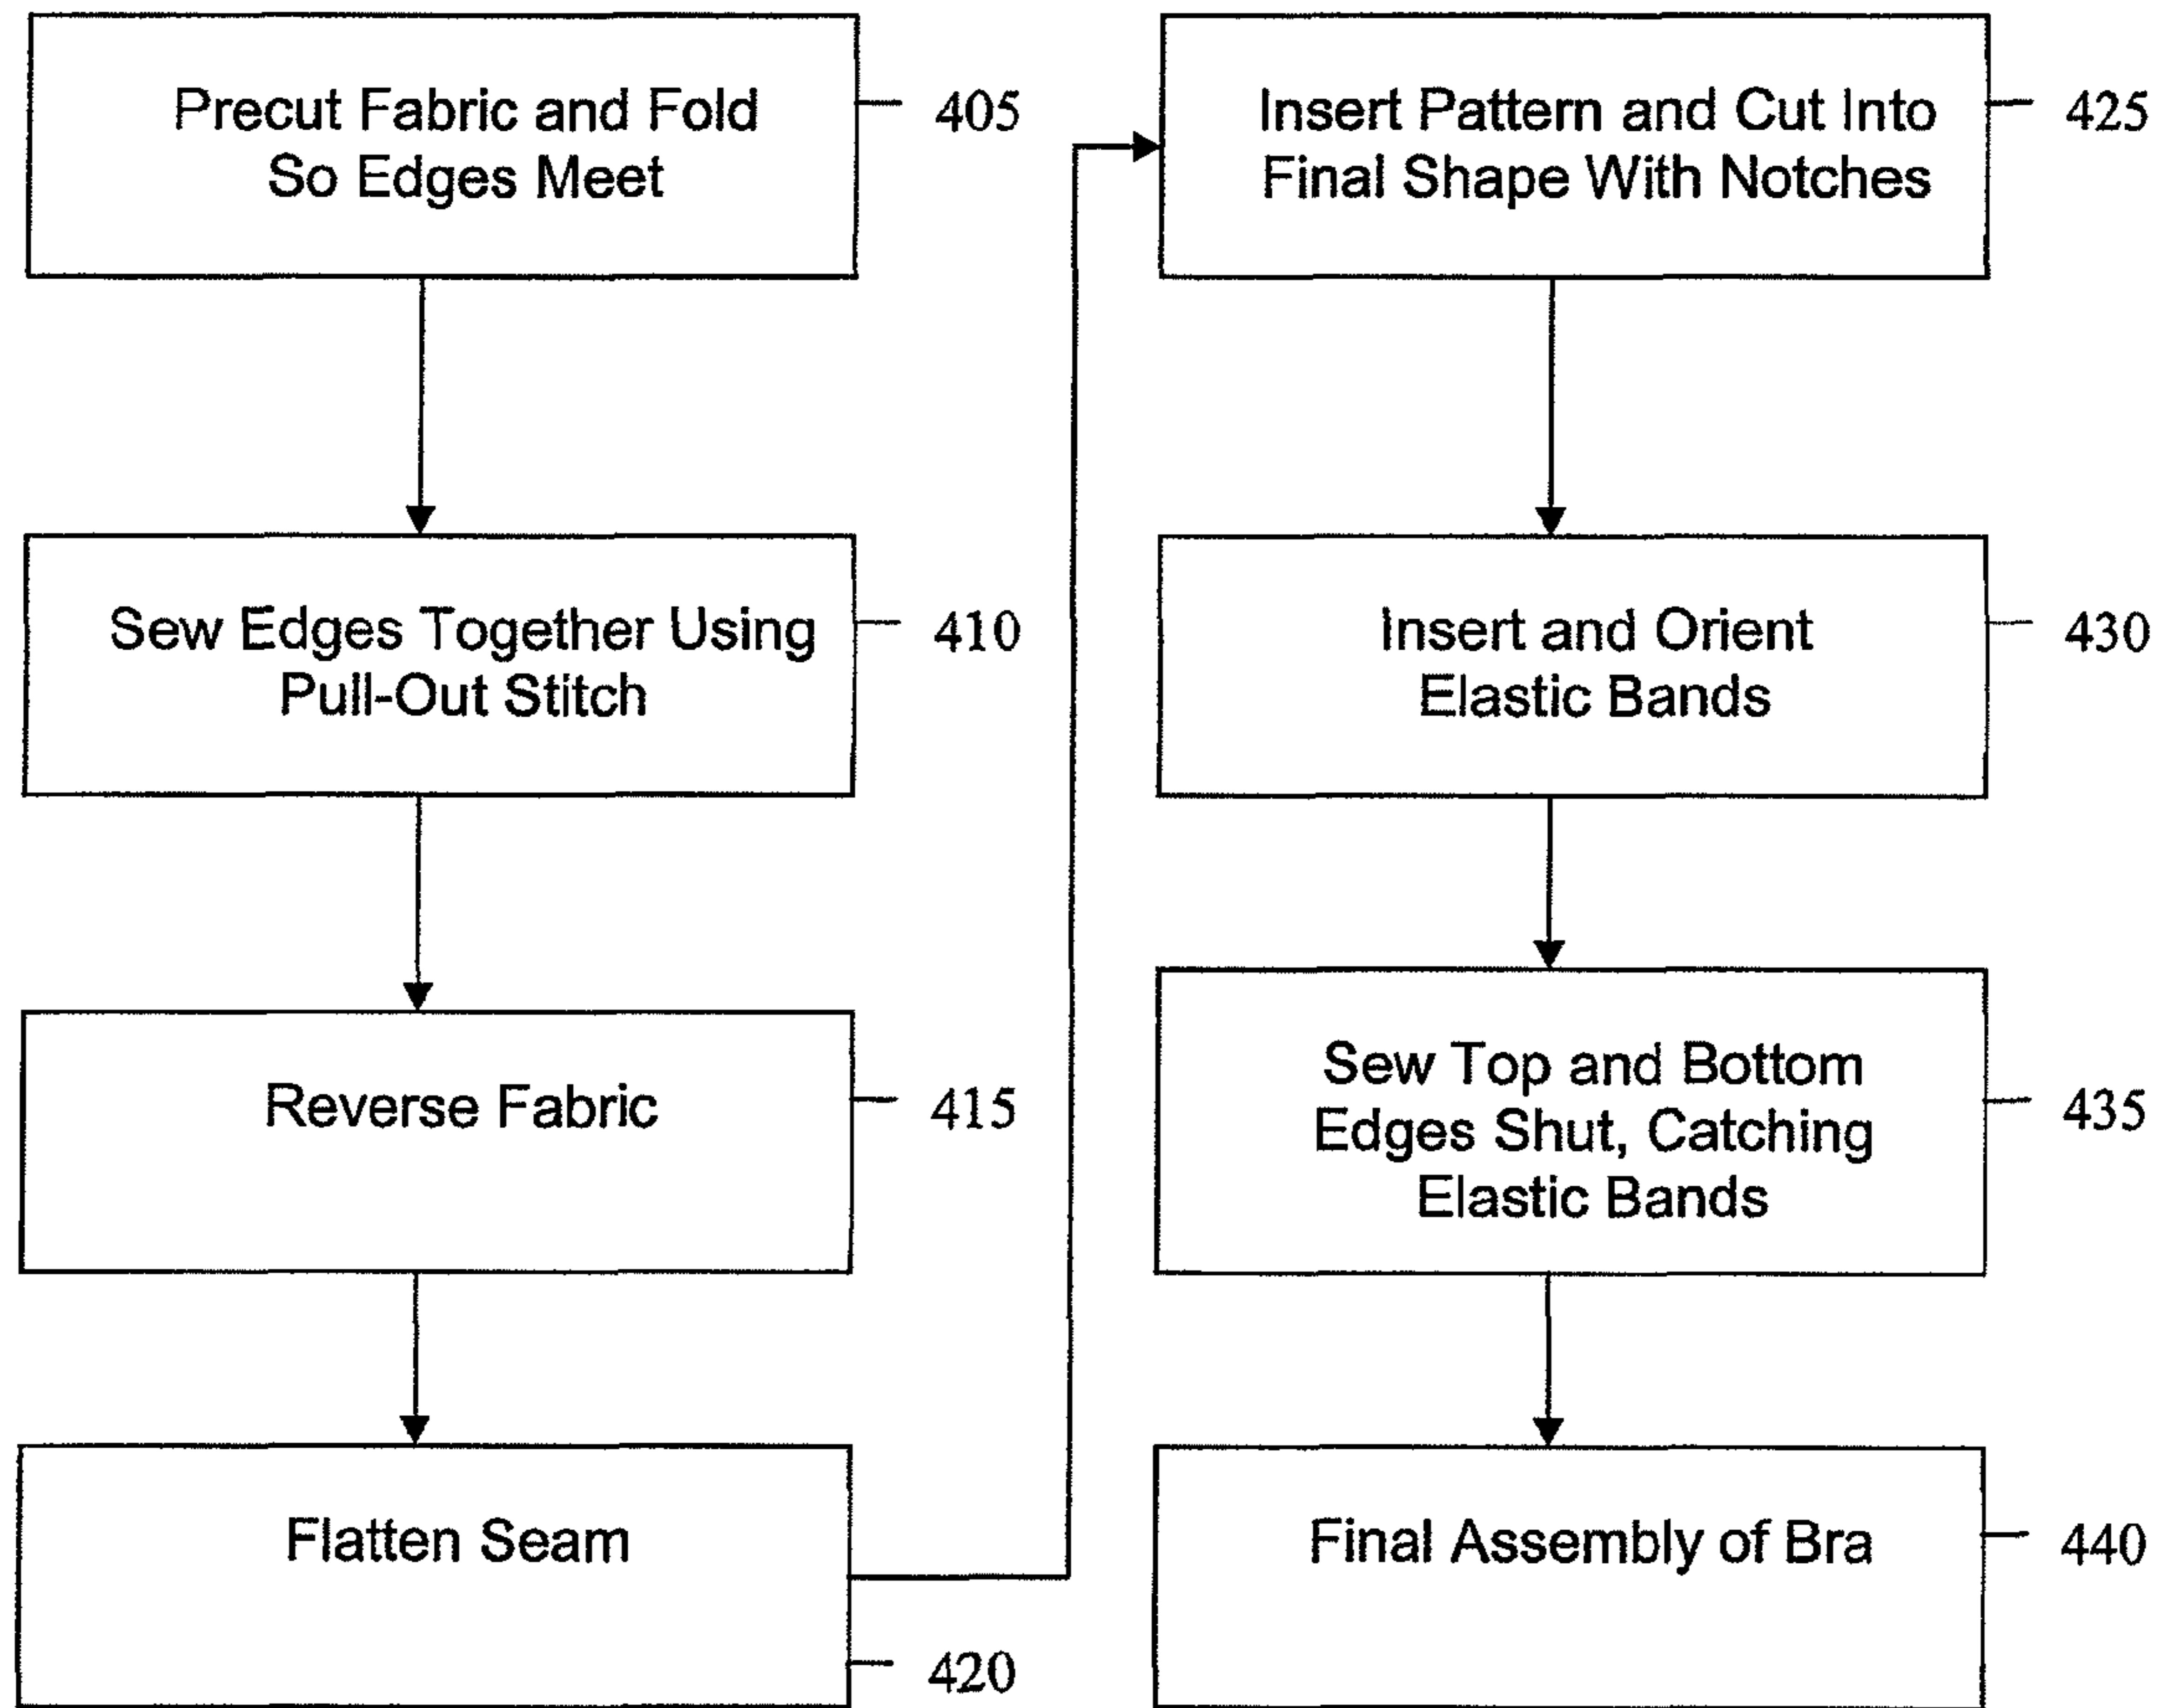 Precut Fabric and Fold
So Edges Meet
405
Sew Edges Together Using
Pull-Out Stitch
410
Reverse Fabric
415
Flatten Seam
420
Insert Pattern and Cut Into
Final Shape With Notches
425
Insert and Orient
Elastic Bands
430
Sew Top and Bottom
Edges Shut, Catching
Elastic Bands
435
Final Assembly of Bra
440